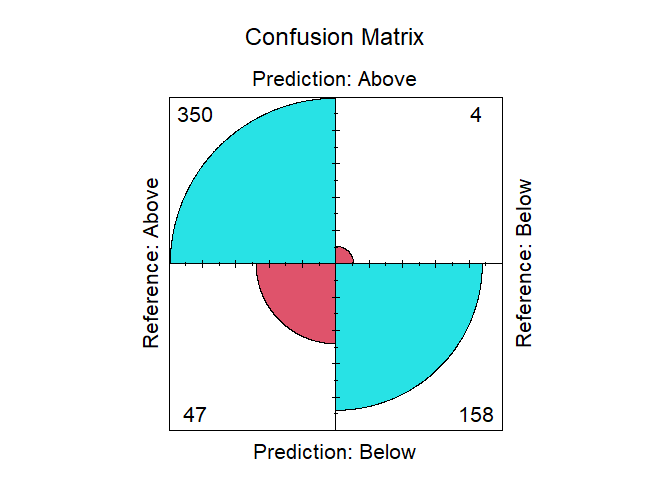 Confusion Matrix
Prediction: Above
350
4
Reference: Above
Reference: Below
47
158
Prediction: Below